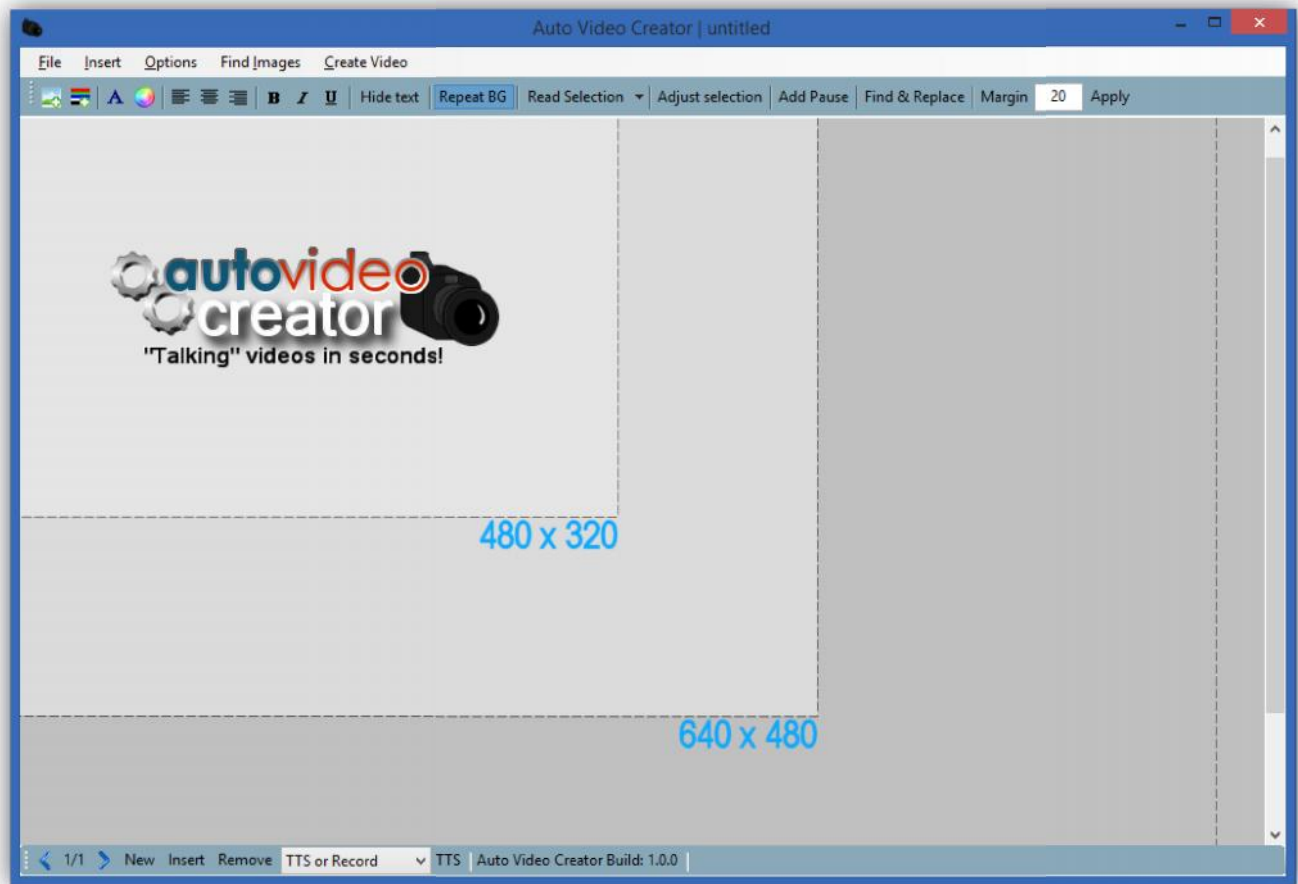 Auto Video Creator | untitled
File Insert Options Find Images Create Video
A B I U Hide text Repeat BG Read Selection Adjust selection Add Pause Find & Replace Margin 20 Apply
autovideo
creator
"Talking" videos in seconds!
480 x 320
640 x 480
1/1 New Insert Remove TTS or Record TTS Auto Video Creator Build: 1.0.0